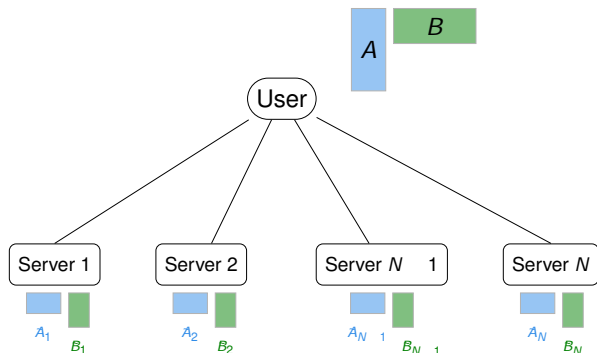 A
B
User
Server 1
Server 2
Server N 1
Server N
A1
B1
A2
B2
AN 1
BN 1
AN
BN